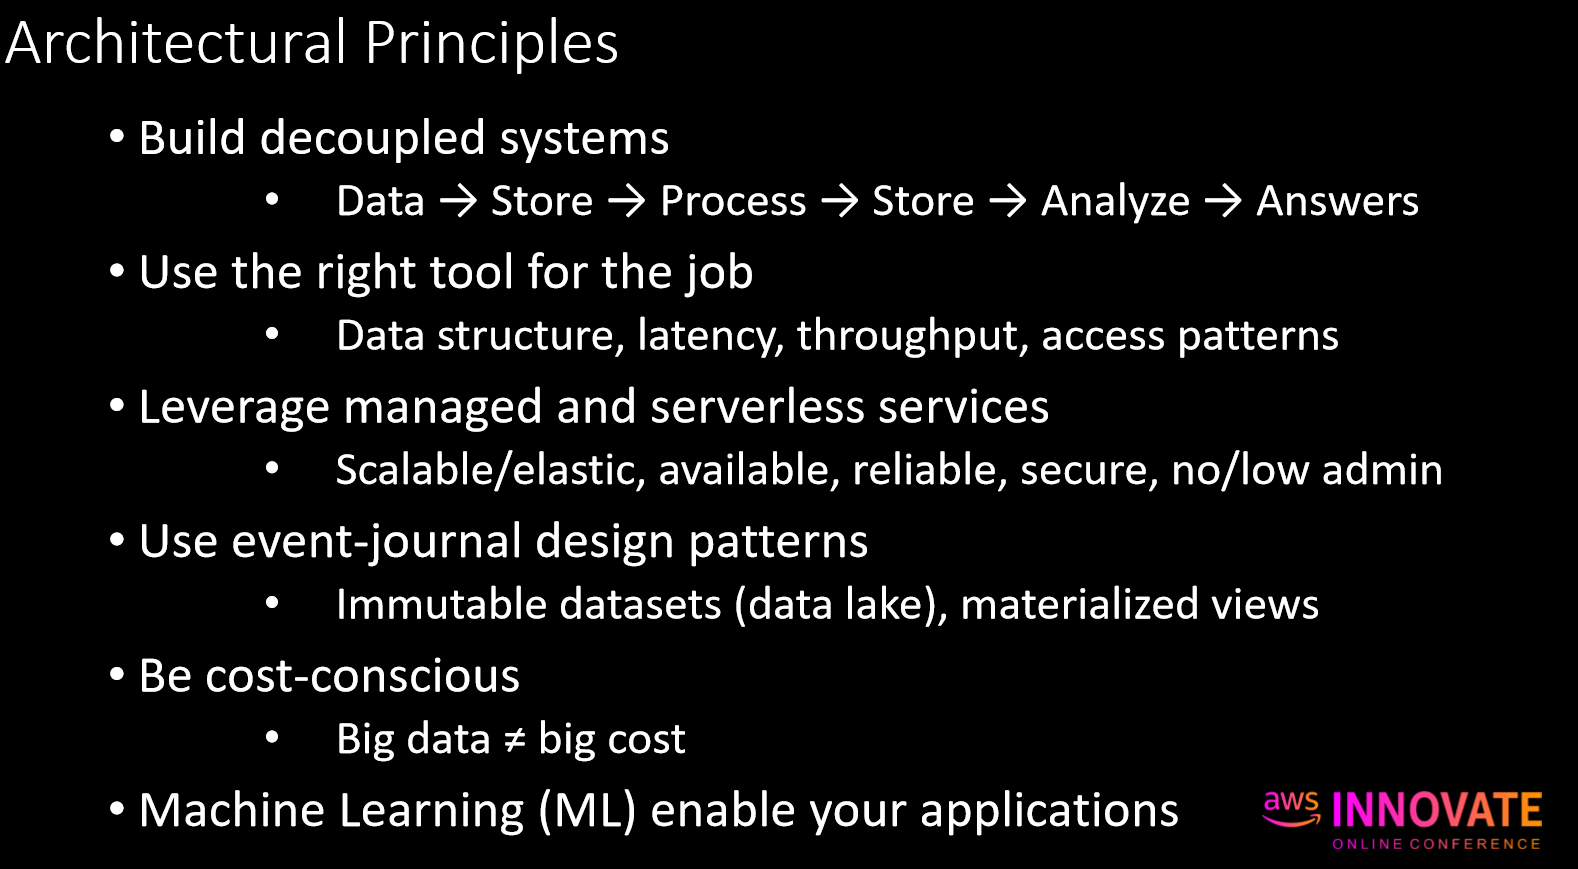 Architectural Principles
• Build decoupled systems
• Data → Store → Process → Store → Analyze → Answers
• Use the right tool for the job
• Data structure, latency, throughput, access patterns
• Leverage managed and serverless services
• Scalable/elastic, available, reliable, secure, no/low admin
• Use event-journal design patterns
• Immutable datasets (data lake), materialized views
• Be cost-conscious
• Big data ≠ big cost
• Machine Learning (ML) enable your applications
aws INNOVATE
ONLINE CONFERENCE